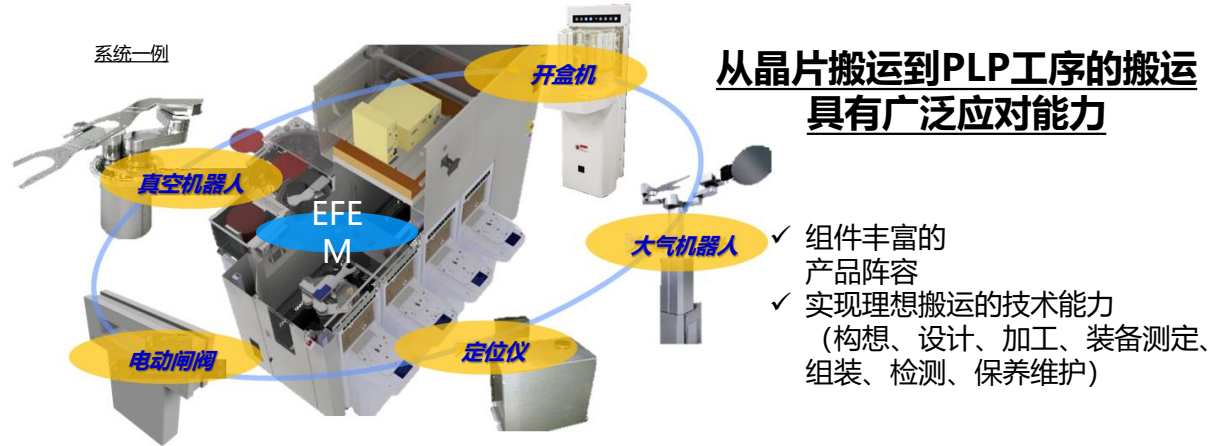 系统一例
从晶片搬运到PLP工序的搬运
具有广泛应对能力
开盒机
真空机器人
EFE
M
大气机器人
电动闸阀
定位仪
✓ 组件丰富的
产品阵容
✓ 实现理想搬运的技术能力
（构想、设计、加工、装备测定、
组装、检测、保养维护）